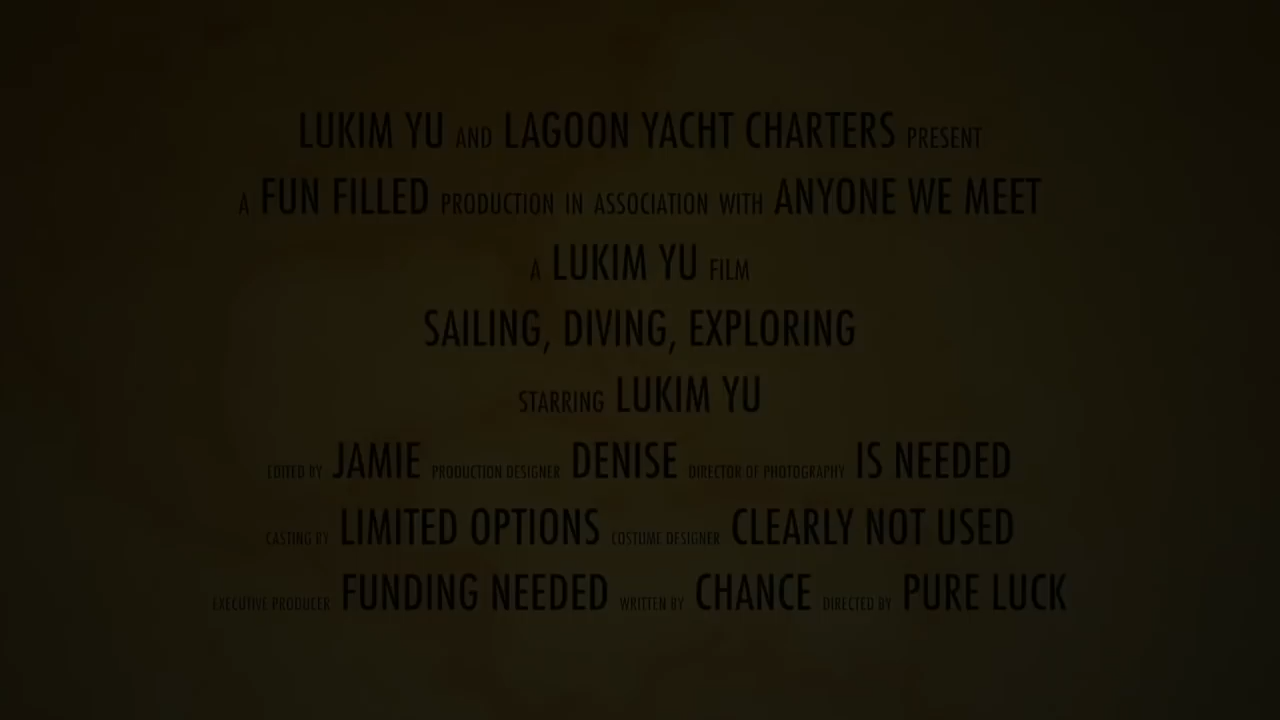 LUKIM YU AND LAGOON YACHT CHARTERS PRESENT
A FUN FILLED PRODUCTION IN ASSOCIATION WITH ANYONE WE MEET
A LUKIM YU FILM
SAILING, DIVING, EXPLORING
STARRING LUKIM YU
EDITED BY JAMIE PRODUCTION DESIGNER DENISE DIRECTOR OF PHOTOGRAPHY IS NEEDED
CASTING BY LIMITED OPTIONS COSTUME DESIGNER CLEARLY NOT USED
EXECUTIVE PRODUCER FUNDING NEEDED WRITTEN BY CHANCE DIRECTED BY PURE LUCK